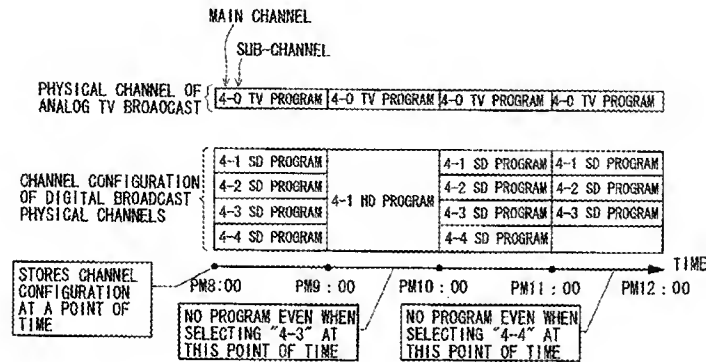 MAIN CHANNEL
SUB-CHANNEL
PHYSICAL CHANNEL OF
ANALOG TV BROADCAST
4-0 TV PROGRAM 4-0 TV PROGRAM 4-0 TV PROGRAM 4-0 TV PROGRAM
CHANNEL CONFIGURATION
OF DIGITAL BROADCAST
PHYSICAL CHANNELS
4-1 SD PROGRAM 4-1 HD PROGRAM 4-1 SD PROGRAM 4-1 SD PROGRAM
4-2 SD PROGRAM 4-2 SD PROGRAM 4-2 SD PROGRAM
4-3 SD PROGRAM 4-3 SD PROGRAM 4-3 SD PROGRAM
4-4 SD PROGRAM 4-4 SD PROGRAM
TIME
PM8:00 PM9:00 PM10:00 PM11:00 PM12:00
STORES CHANNEL
CONFIGURATION
AT A POINT OF
TIME
NO PROGRAM EVEN WHEN
SELECTING "4-3" AT
THIS POINT OF TIME
NO PROGRAM EVEN WHEN
SELECTING "4-4" AT
THIS POINT OF TIME